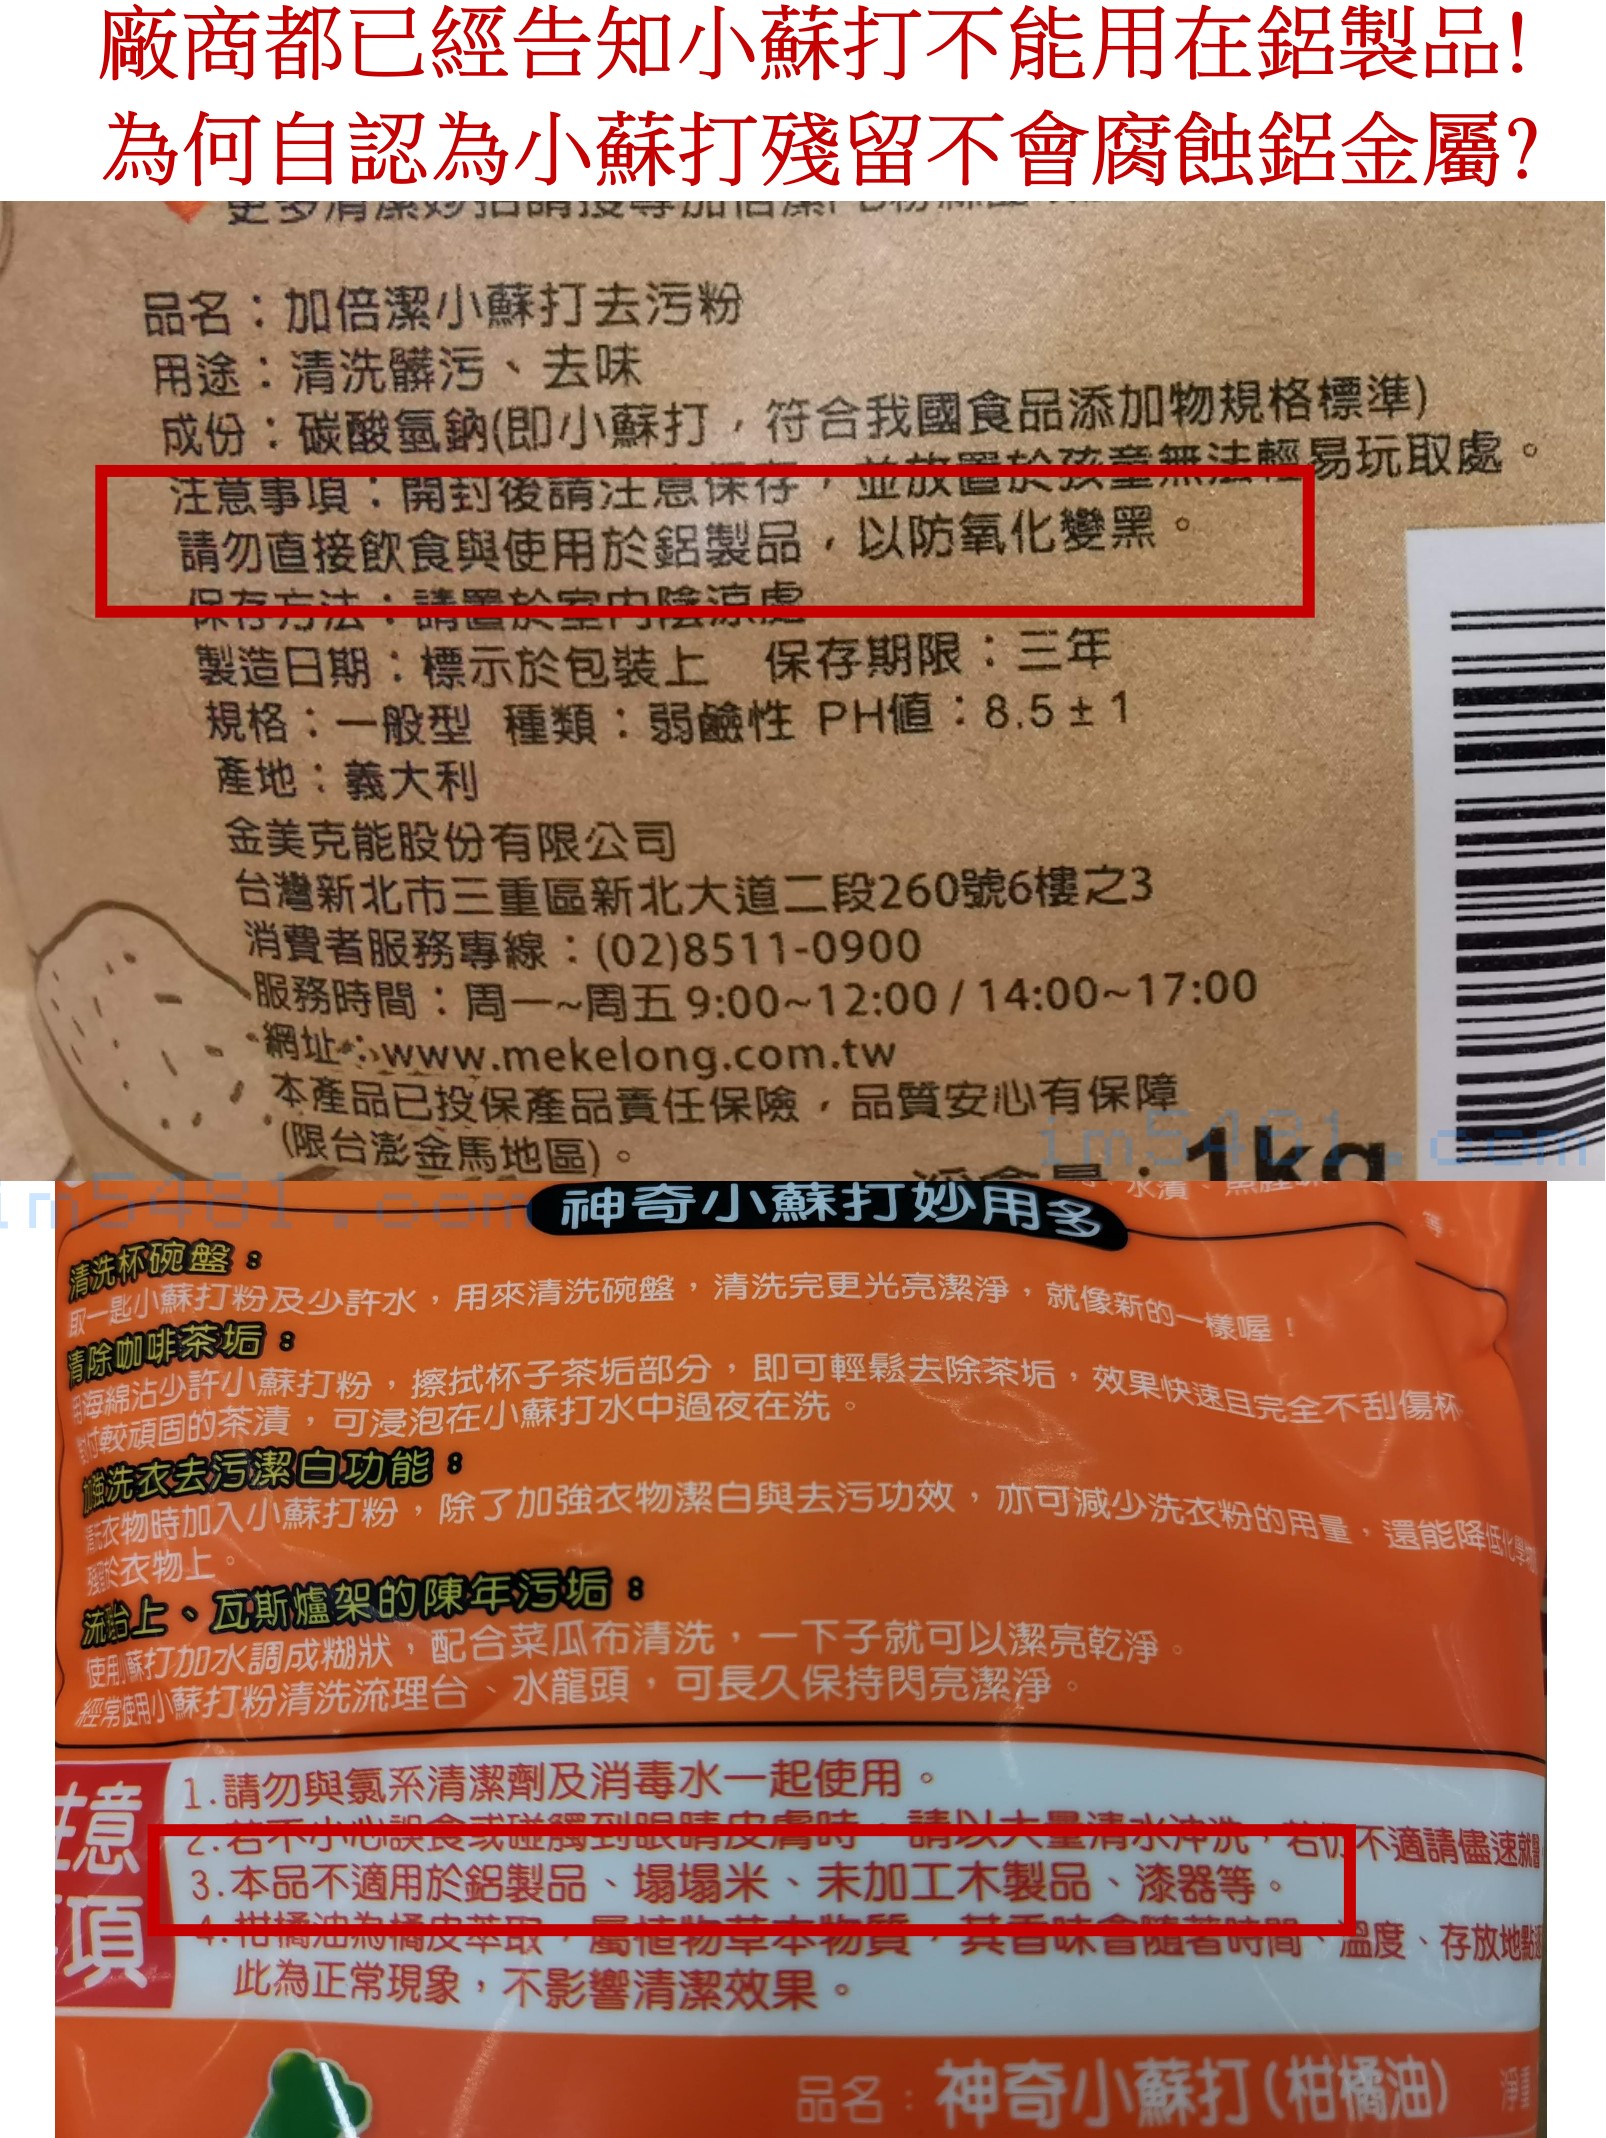 廠商都已經告知小蘇打不能用在鋁製品!
為何自認為小蘇打殘留不會腐蝕鋁金屬?
品名：加倍潔小蘇打去污粉
用途：清洗髒污、去味
成份：碳酸氫鈉(即小蘇打，符合我國食品添加物規格標準)
注意事項：開封後請注意保存，並放置於孩童無法輕易玩取處。
請勿直接飲食與使用於鋁製品，以防氧化變黑。
保存方法：請置於室內陰涼處
製造日期：標示於包裝上 保存期限：三年
規格：一般型 種類：弱鹼性 PH值：8.5±1
產地：義大利
金美克能股份有限公司
台灣新北市三重區新北大道二段260號6樓之3
消費者服務專線：(02)8511-0900
服務時間：周一~周五 9:00~12:00 / 14:00~17:00
網址：www.mekelong.com.tw
本產品已投保產品責任保險，品質安心有保障
(限台澎金馬地區)。
淨含量：1kg
im5481.com
im5481.com
神奇小蘇打妙用多
清洗杯碗盤：
取一匙小蘇打粉及少許水，用來清洗碗盤，清洗完更光亮潔淨，就像新的一樣喔！
清除咖啡茶垢：
用海綿沾少許小蘇打粉，擦拭杯子茶垢部分，即可輕鬆去除茶垢，效果快速且完全不刮傷杯
對付較頑固的茶漬，可浸泡在小蘇打水中過夜在洗。
加強洗衣去污潔白功能：
清洗衣物時加入小蘇打粉，除了加強衣物潔白與去污功效，亦可減少洗衣粉的用量，還能降低化學物
殘留於衣物上。
流理台上、瓦斯爐架的陳年污垢：
使用小蘇打加水調成糊狀，配合菜瓜布清洗，一下子就可以潔亮乾淨。
經常使用小蘇打粉清洗流理台、水龍頭，可長久保持閃亮潔淨。
注意
事項
1.請勿與氯系清潔劑及消毒水一起使用。
2.若不小心誤食或碰觸到眼睛皮膚時，請以大量清水沖洗，若仍不適請儘速就醫
3.本品不適用於鋁製品、塌塌米、未加工木製品、漆器等。
4.柑橘油為橘皮萃取，屬植物草本物質，其香味會隨著時間、溫度、存放地點
此為正常現象，不影響清潔效果。
品名：神奇小蘇打(柑橘油)